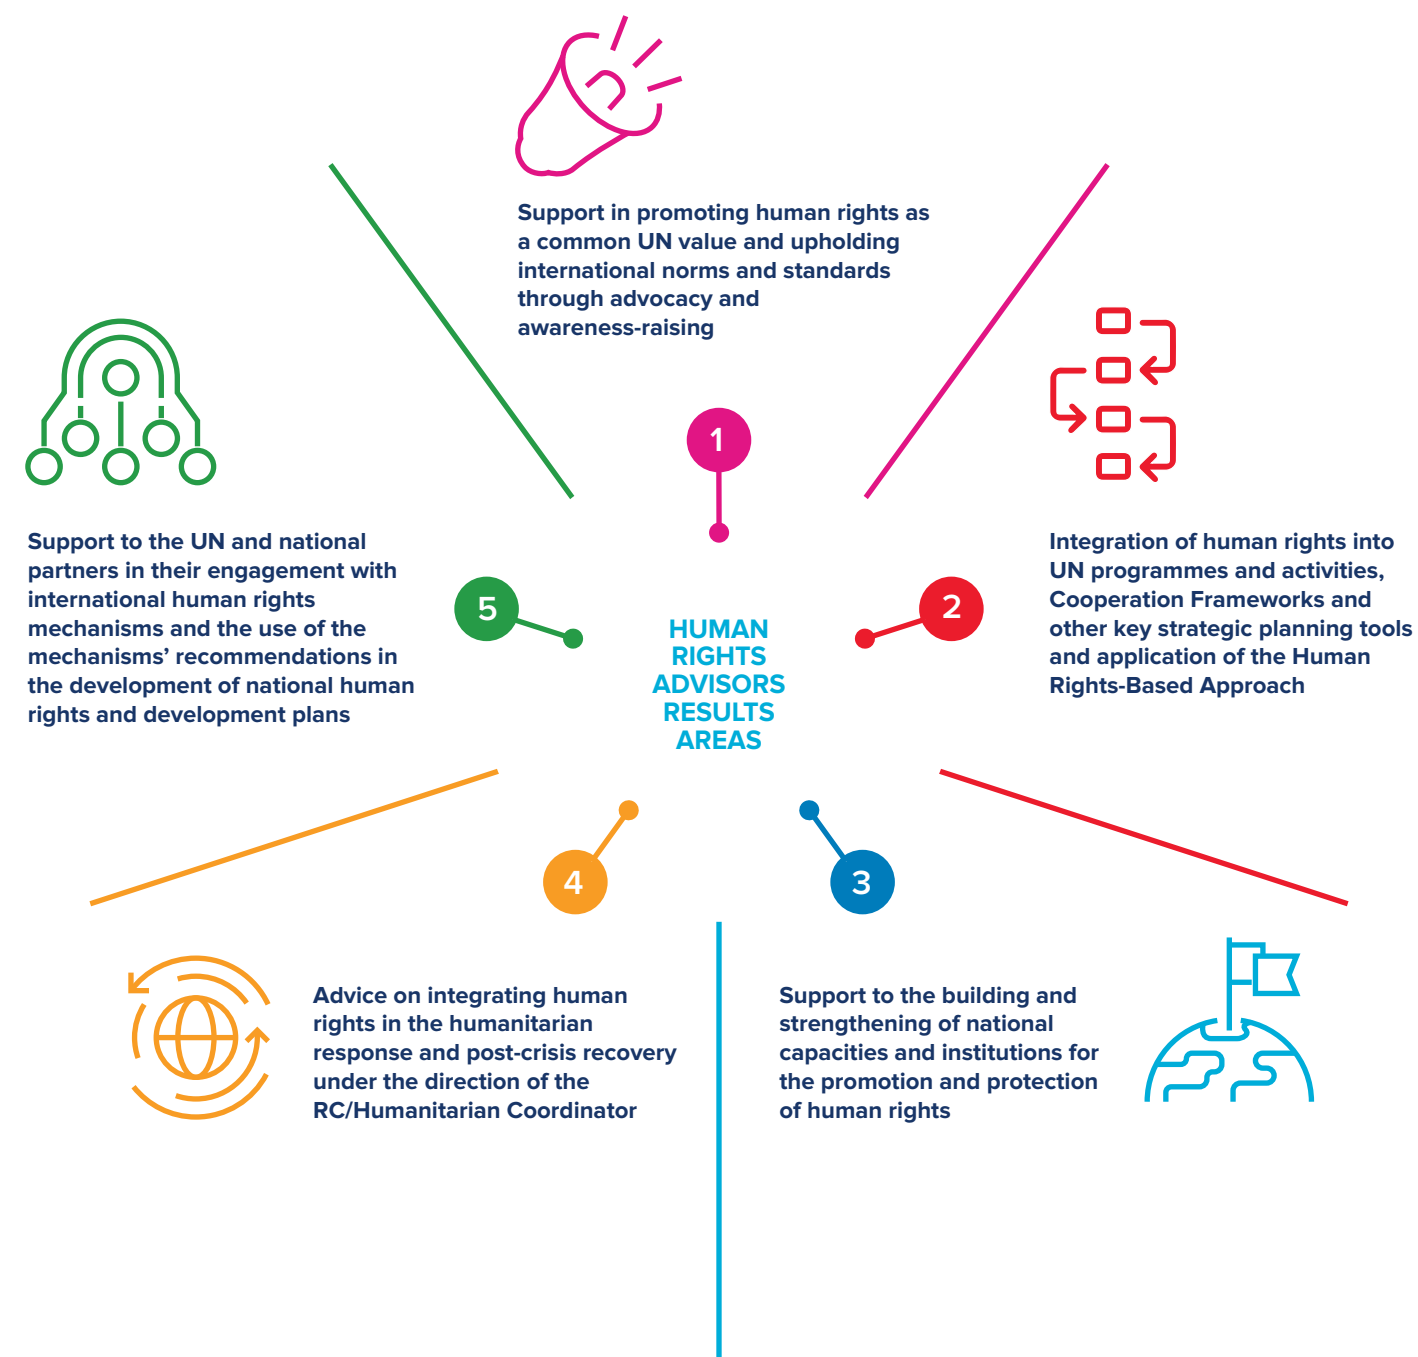 Support in promoting human rights as
a common UN value and upholding
international norms and standards
through advocacy and
awareness-raising
1
Integration of human rights into
UN programmes and activities,
Cooperation Frameworks and
other key strategic planning tools
and application of the Human
Rights-Based Approach
2
Support to the building and
strengthening of national
capacities and institutions for
the promotion and protection
of human rights
3
Advice on integrating human
rights in the humanitarian
response and post-crisis recovery
under the direction of the
RC/Humanitarian Coordinator
4
Support to the UN and national
partners in their engagement with
international human rights
mechanisms and the use of the
mechanisms’ recommendations in
the development of national human
rights and development plans
5
HUMAN
RIGHTS
ADVISORS
RESULTS
AREAS